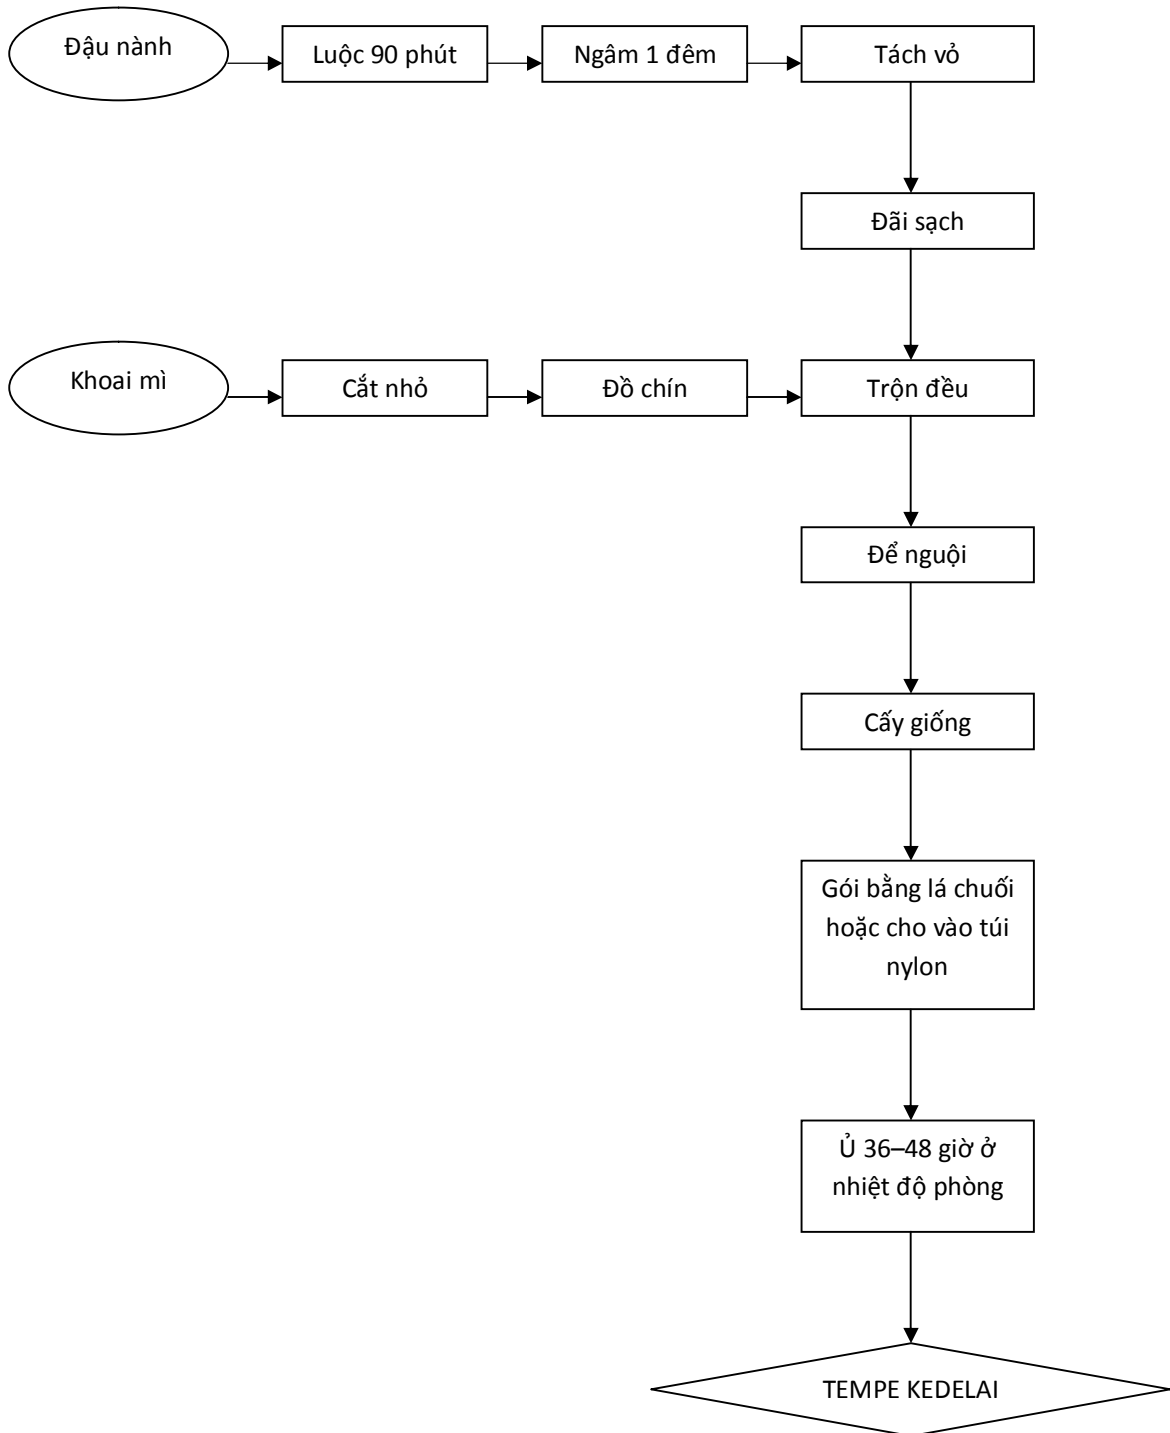 Đậu nành
Luộc 90 phút
Ngâm 1 đêm
Tách vỏ
Đãi sạch
Khoai mì
Cắt nhỏ
Đồ chín
Trộn đều
Để nguội
Cấy giống
Gói bằng lá chuối
hoặc cho vào túi
nylon
Ủ 36–48 giờ ở
nhiệt độ phòng
TEMPE KEDELAI